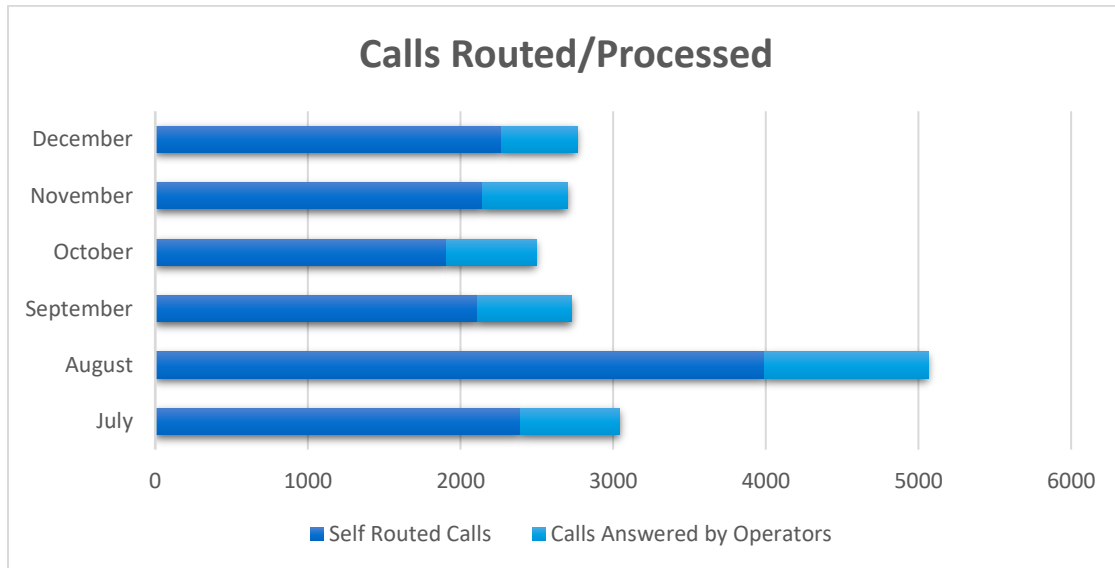 Calls Routed/Processed
December
November
October
September
August
July
0 1000 2000 3000 4000 5000 6000
Self Routed Calls Calls Answered by Operators